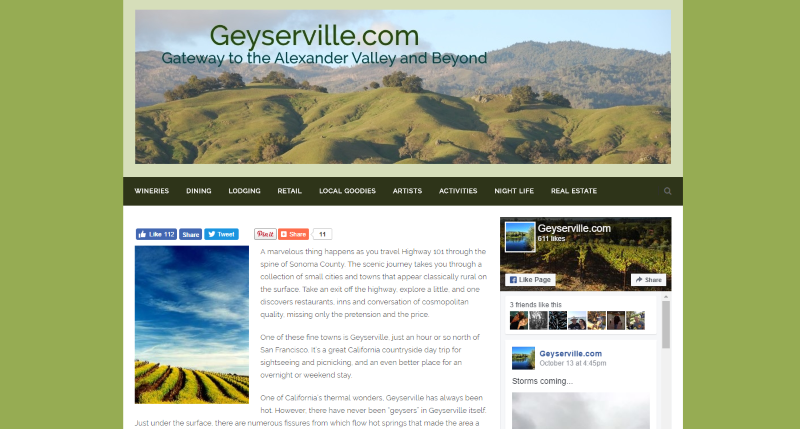 Geyserville.com
Gateway to the Alexander Valley and Beyond
WINERIES DINING LODGING RETAIL LOCAL GOODIES ARTISTS ACTIVITIES NIGHT LIFE REAL ESTATE
Like 112 Share Tweet Pin it Share 11
A marvelous thing happens as you travel Highway 101 through the
spine of Sonoma County. The scenic journey takes you through a
collection of small cities and towns that appear classically rural on
the surface. Take an exit off the highway, explore a little, and one
discovers restaurants, inns and conversation of cosmopolitan
quality, missing only the pretension and the price.
One of these fine towns is Geyserville, just an hour or so north of
San Francisco. It's a great California countryside day trip for
sightseeing and picnicking, and an even better place for an
overnight or weekend stay.
One of California's thermal wonders, Geyserville has always been
hot. However, there have never been "geysers" in Geyserville itself.
Just under the surface, there are numerous fissures from which flow hot springs that made the area a
Geyserville.com
611 likes
Like Page Share
3 friends like this
Geyserville.com
October 13 at 4:45pm
Storms coming...